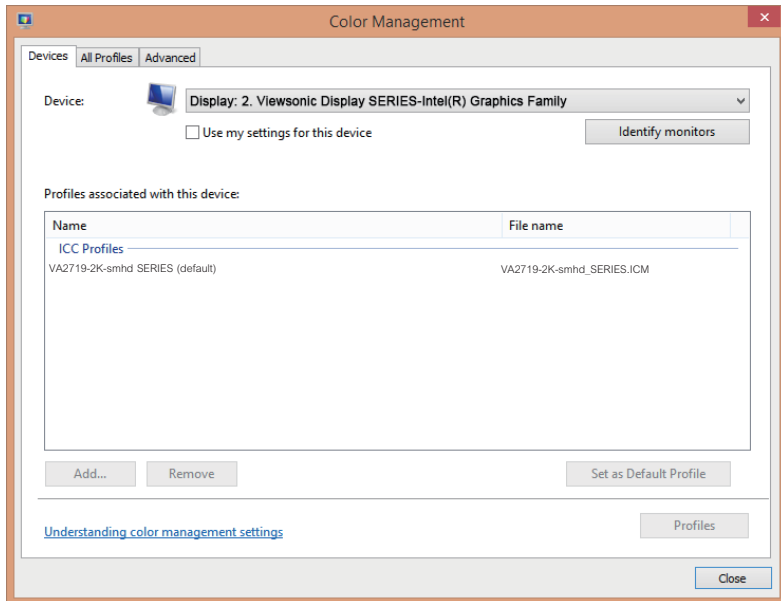 Color Management
Devices All Profiles Advanced
Device: Display: 2. Viewsonic Display SERIES-Intel(R) Graphics Family
Use my settings for this device Identify monitors
Profiles associated with this device:
Name File name
ICC Profiles
VA2719-2K-smhd SERIES (default) VA2719-2K-smhd_SERIES.ICM
Add... Remove Set as Default Profile
Understanding color management settings Profiles
Close